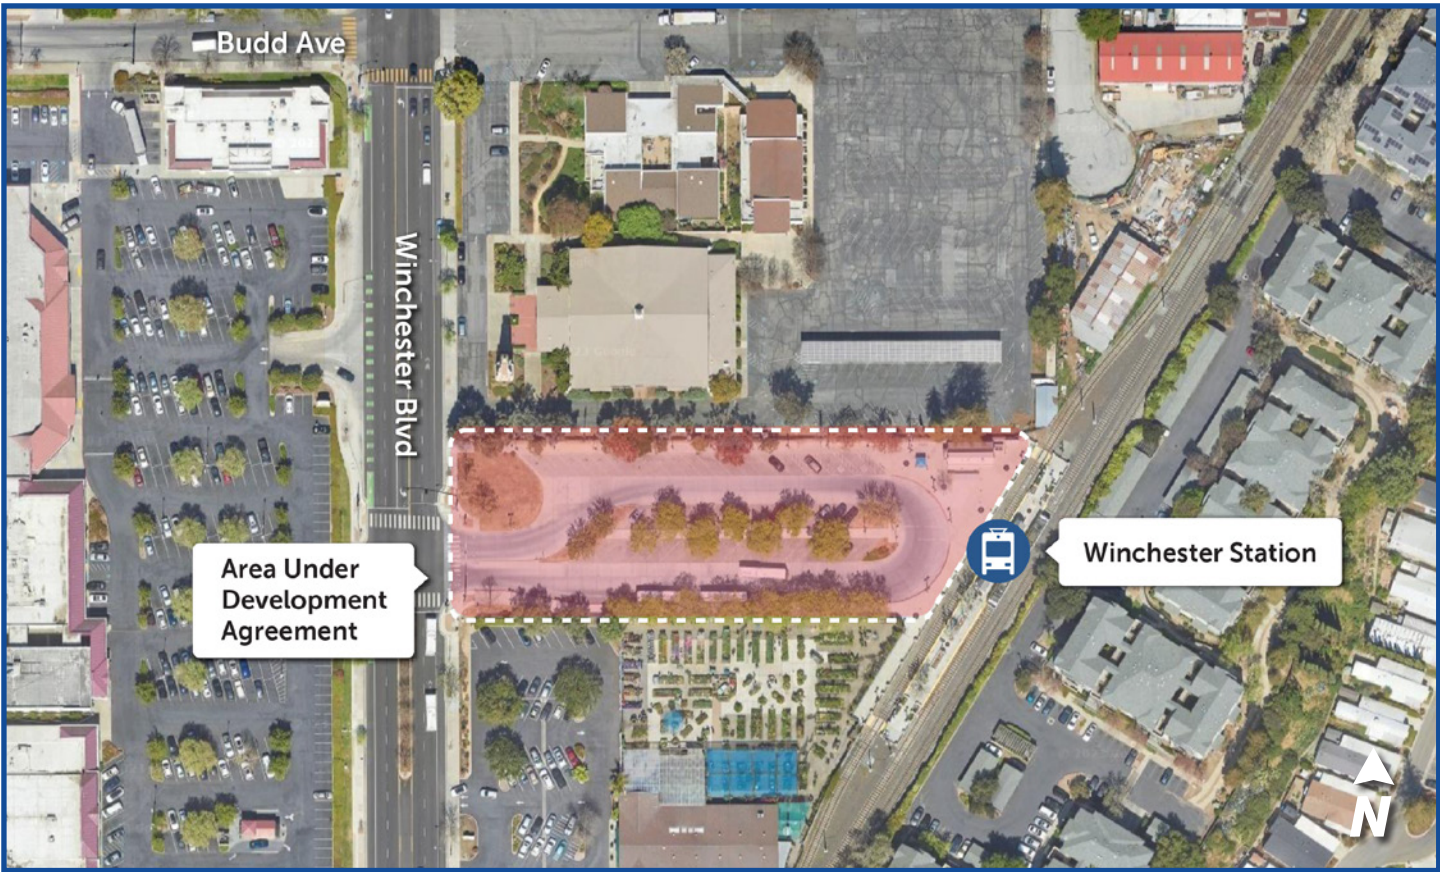 Budd Ave
Winchester Blvd
Area Under
Development
Agreement
Winchester Station
N